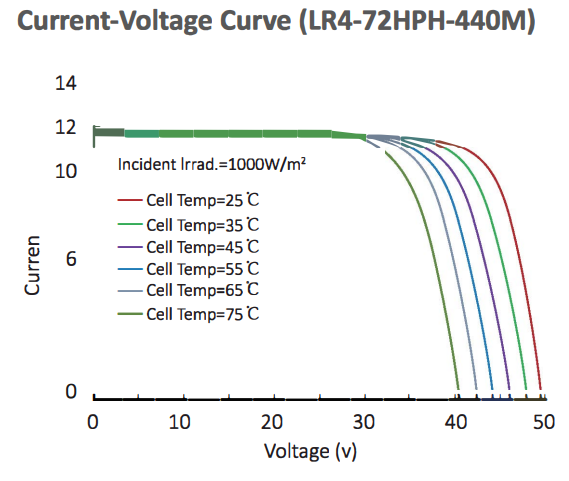 Current-Voltage Curve (LR4-72HPH-440M)
14
12
10
6
0
Curren
Incident Irrad.=1000W/m²
Cell Temp=25℃
Cell Temp=35℃
Cell Temp=45℃
Cell Temp=55℃
Cell Temp=65℃
Cell Temp=75℃
0 10 20 30 40 50
Voltage (v)